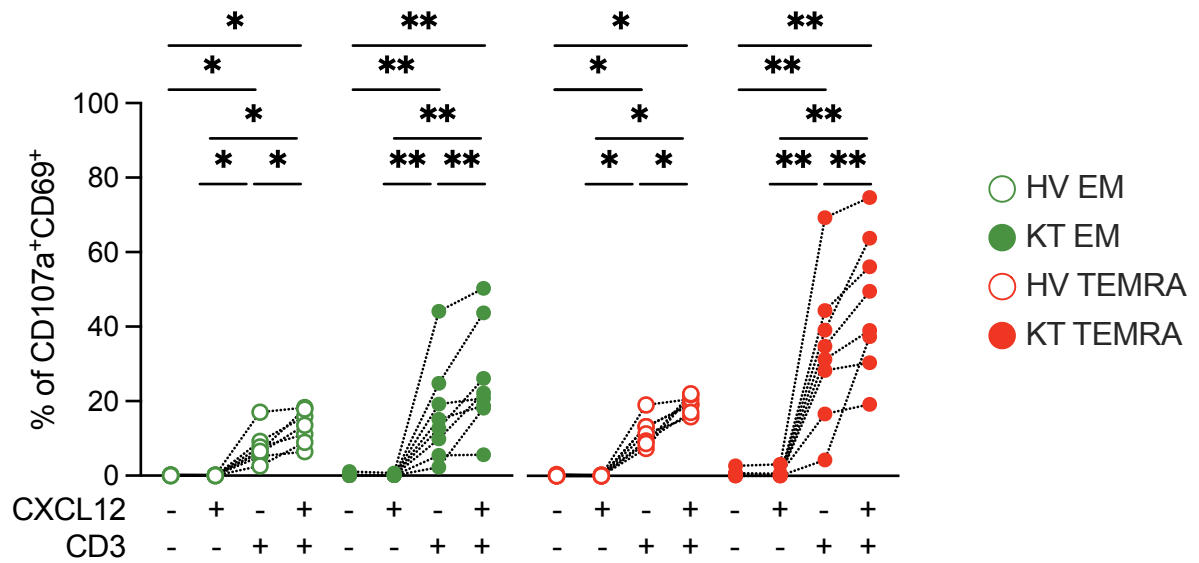 * ** * **
* ** * **
* ** * **
* * ** ** * * ** **
100
80
60
40
20
0
% of CD107a⁺CD69⁺
HV EM
KT EM
HV TEMRA
KT TEMRA
CXCL12 - + - + - + - + - + - + - + - +
CD3 - - + + - - + + - - + + - - + +